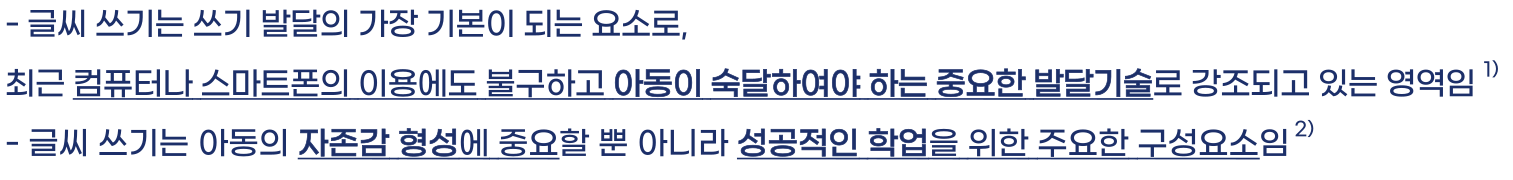 - 글씨 쓰기는 쓰기 발달의 가장 기본이 되는 요소로,
최근 컴퓨터나 스마트폰의 이용에도 불구하고 아동이 숙달하여야 하는 중요한 발달기술로 강조되고 있는 영역임 1)
- 글씨 쓰기는 아동의 자존감 형성에 중요할 뿐 아니라 성공적인 학업을 위한 주요한 구성요소임 2)